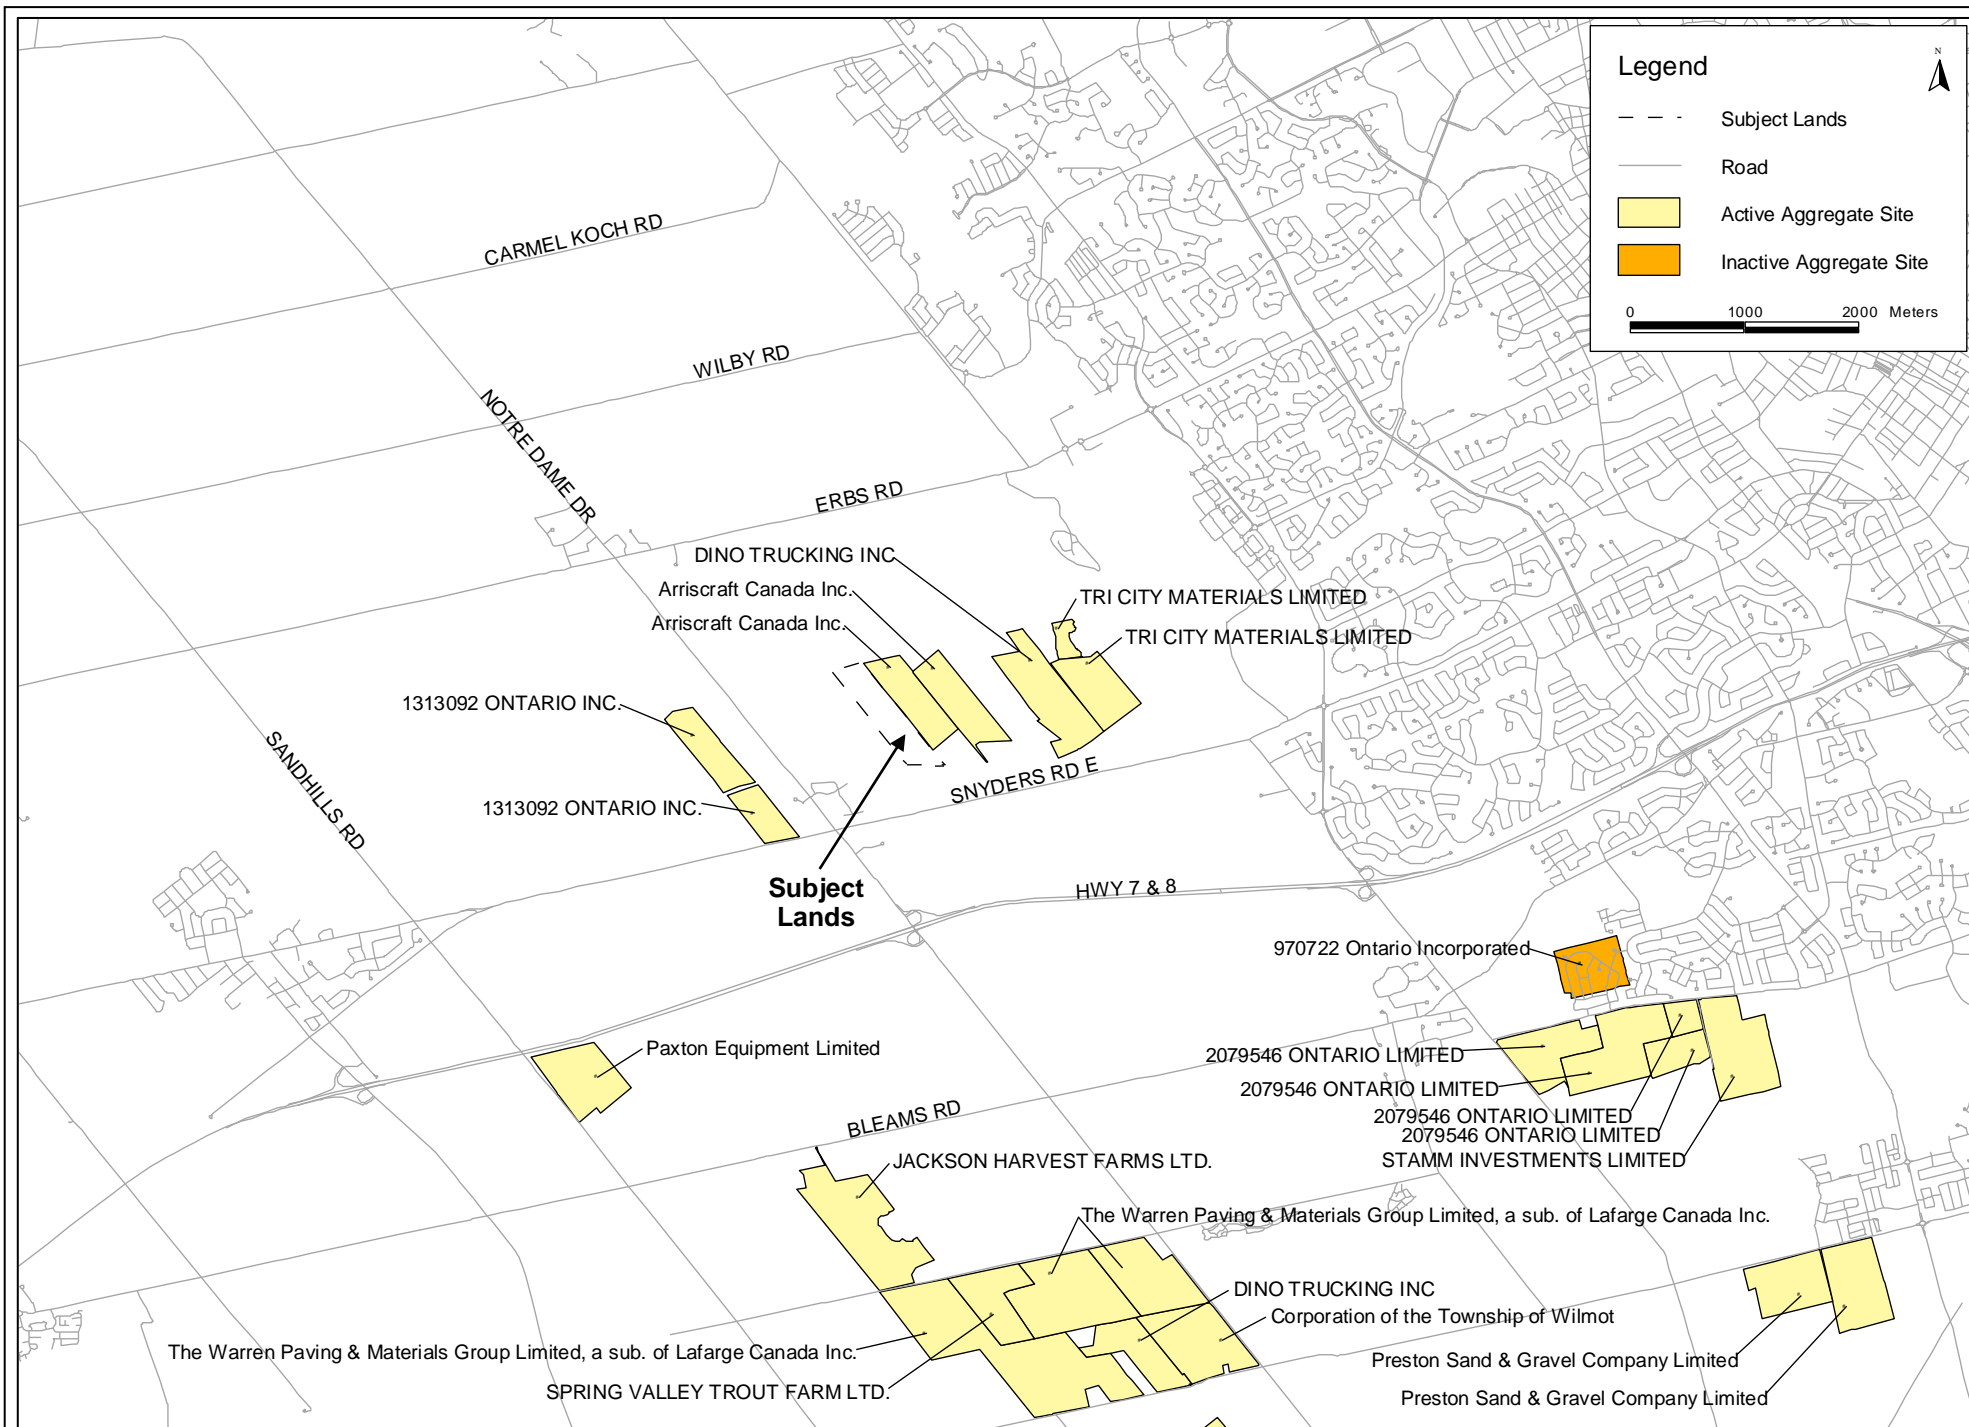 Legend
N
Subject Lands
Road
Active Aggregate Site
Inactive Aggregate Site
0 1000 2000 Meters
CARMEL KOCH RD
WILBY RD
NOTRE DAME DR
ERBS RD
DINO TRUCKING INC
Arriscraft Canada Inc.
Arriscraft Canada Inc.
TRI CITY MATERIALS LIMITED
TRI CITY MATERIALS LIMITED
1313092 ONTARIO INC.
SANDHILLS RD
1313092 ONTARIO INC.
SNYDERS RD E
Subject
Lands
HWY 7 & 8
970722 Ontario Incorporated
Paxton Equipment Limited
2079546 ONTARIO LIMITED
2079546 ONTARIO LIMITED
2079546 ONTARIO LIMITED
2079546 ONTARIO LIMITED
STAMM INVESTMENTS LIMITED
BLEAMS RD
JACKSON HARVEST FARMS LTD.
The Warren Paving & Materials Group Limited, a sub. of Lafarge Canada Inc.
DINO TRUCKING INC
Corporation of the Township of Wilmot
The Warren Paving & Materials Group Limited, a sub. of Lafarge Canada Inc.
SPRING VALLEY TROUT FARM LTD.
Preston Sand & Gravel Company Limited
Preston Sand & Gravel Company Limited